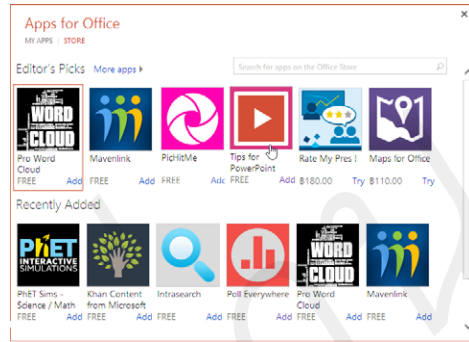 Apps for Office
MY APPS | STORE
Editor's Picks More apps
Search for apps on the Office Store
WORD
CLOUD
Pro Word
Cloud
Mavenlink
PicHitMe
Tips for
PowerPoint
Rate My Pres !
Maps for Office
FREE Add FREE Add FREE Add FREE Add ฿180.00 Try ฿110.00 Try
Recently Added
PhET
INTERACTIVE
SIMULATIONS
WORD
CLOUD
PhET Sims -
Science / Math
Khan Content
from Microsoft
Intrasearch
Poll Everywhere
Pro Word
Cloud
Mavenlink
FREE Add FREE Add FREE Add FREE Add FREE Add FREE Add